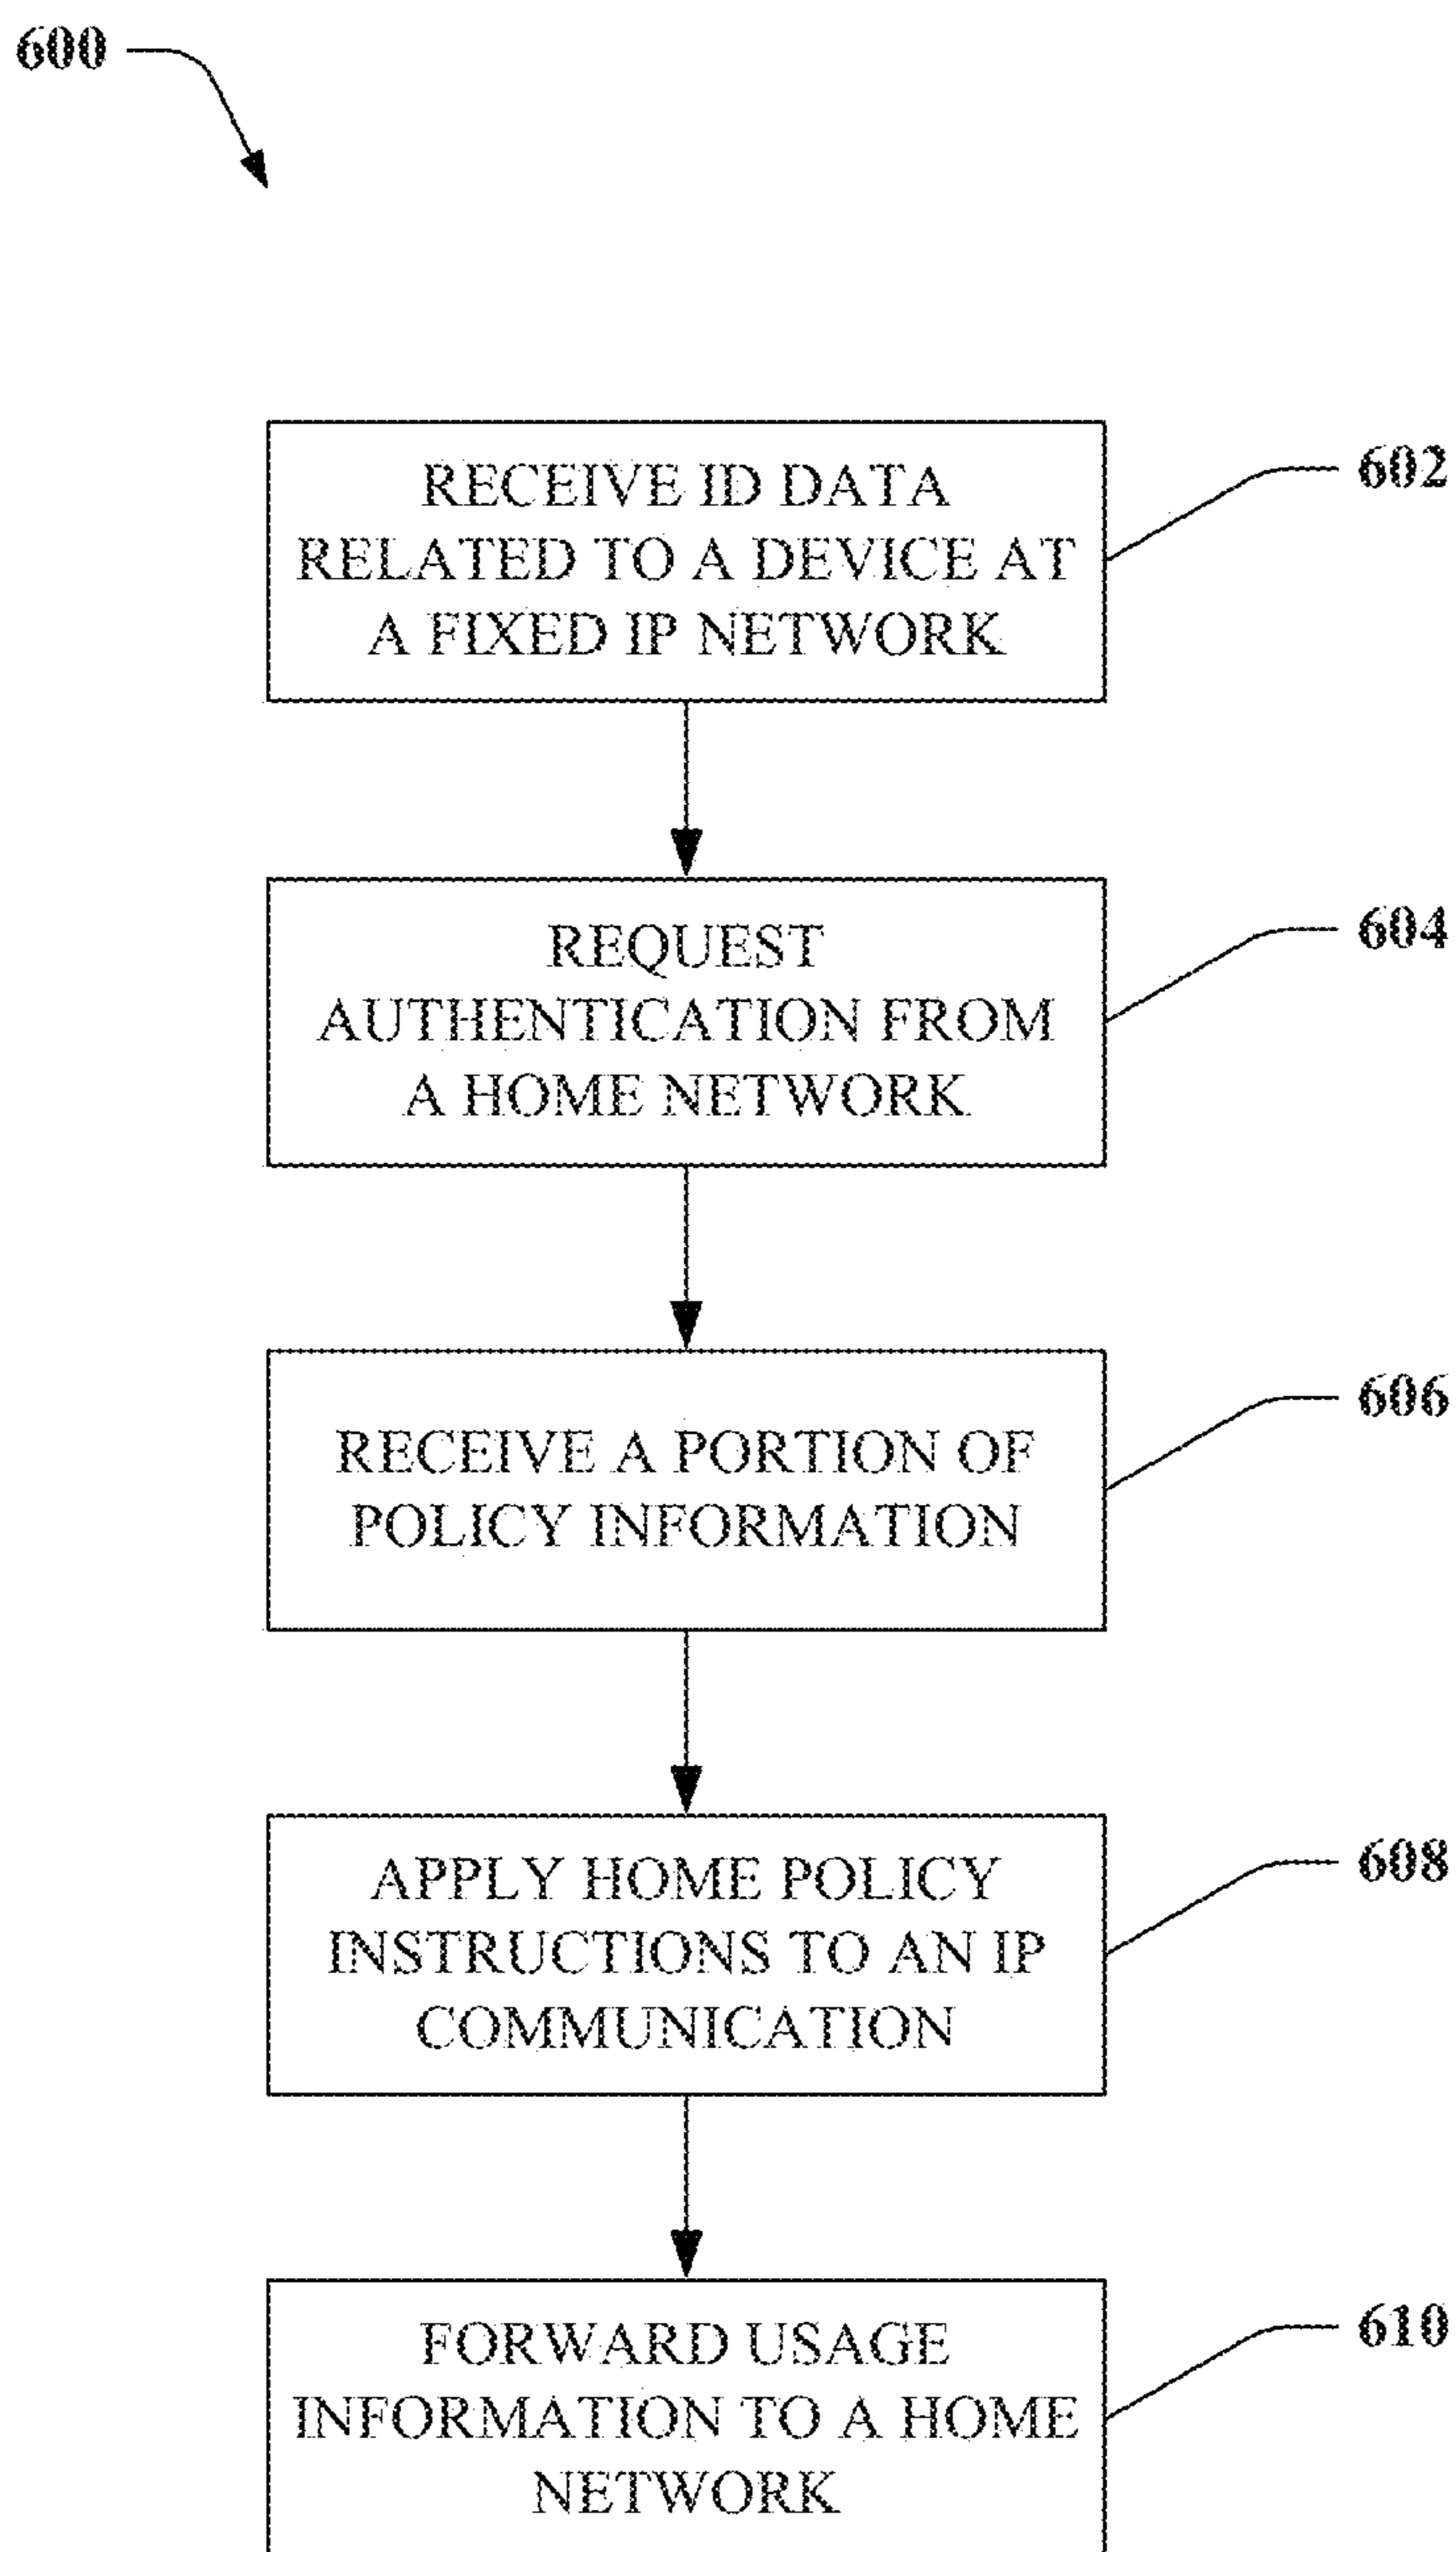 600
RECEIVE ID DATA
RELATED TO A DEVICE AT
A FIXED IP NETWORK
602
REQUEST
AUTHENTICATION FROM
A HOME NETWORK
604
RECEIVE A PORTION OF
POLICY INFORMATION
606
APPLY HOME POLICY
INSTRUCTIONS TO AN IP
COMMUNICATION
608
FORWARD USAGE
INFORMATION TO A HOME
NETWORK
610